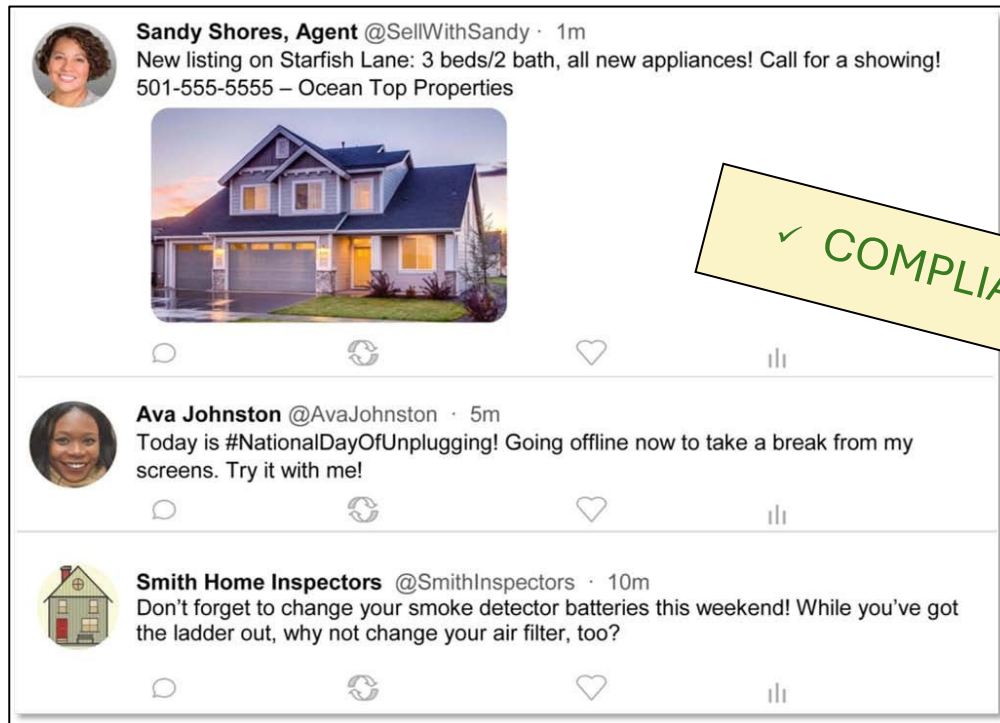 Sandy Shores, Agent @SellWithSandy · 1m
New listing on Starfish Lane: 3 beds/2 bath, all new appliances! Call for a showing!
501-555-5555 – Ocean Top Properties
✓ COMPLIA
Ava Johnston @AvaJohnston · 5m
Today is #NationalDayOfUnplugging! Going offline now to take a break from my
screens. Try it with me!
Smith Home Inspectors @SmithInspectors · 10m
Don't forget to change your smoke detector batteries this weekend! While you've got
the ladder out, why not change your air filter, too?